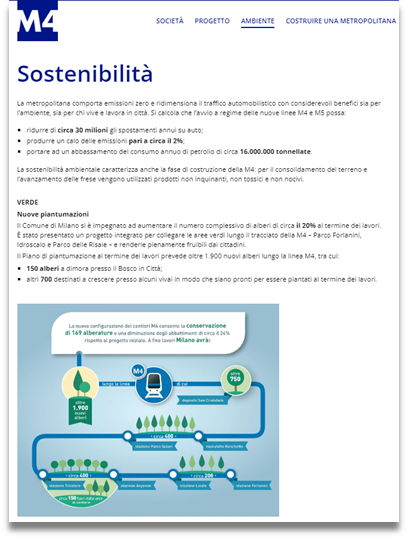 M4
SOCIETÀ PROGETTO AMBIENTE COSTRUIRE UNA METROPOLITANA
Sostenibilità
La metropolitana comporta emissioni zero e ridimensiona il traffico automobilistico con considerevoli benefici sia per
l'ambiente, sia per chi vive e lavora in città. Si calcola che l'avvio a regime delle nuove linee M4 e M5 possa:
ridurre di circa 30 milioni gli spostamenti annui su auto;
produrre un calo delle emissioni pari a circa il 2%;
portare ad un abbassamento del consumo annuo di petrolio di circa 16.000.000 tonnellate.
La sostenibilità ambientale caratterizza anche la fase di costruzione della M4: per il consolidamento del terreno e
l'avanzamento delle frese vengono utilizzati prodotti non inquinanti, non tossici e non nocivi.
VERDE
Nuove piantumazioni
Il Comune di Milano si è impegnato ad aumentare il numero complessivo di alberi di circa il 20% al termine dei lavori.
È stato presentato un progetto integrato per collegare le aree verdi lungo il tracciato della M4 – Parco Forlanini,
Idroscalo e Parco delle Risaie – e renderle pienamente fruibili dai cittadini.
Il Piano di piantumazione al termine dei lavori prevede oltre 1.900 nuovi alberi lungo la linea M4, tra cui:
150 alberi a dimora presso il Bosco in Città;
altri 700 destinati a crescere presso alcuni vivai in modo che siano pronti per essere piantati al termine dei lavori.
La nuova configurazione dei cantieri M4 consente la conservazione
di 169 alberature e una diminuzione degli abbattimenti di circa il 24%
rispetto al progetto iniziale. A fine lavori Milano avrà:
M4
lungo la linea di cui
oltre
750
oltre
1.900
nuovi
alberi
deposito San Cristoforo
circa 400
stazione Parco Solari
circa 400
circa 200
stazione Forlanini
circa 150